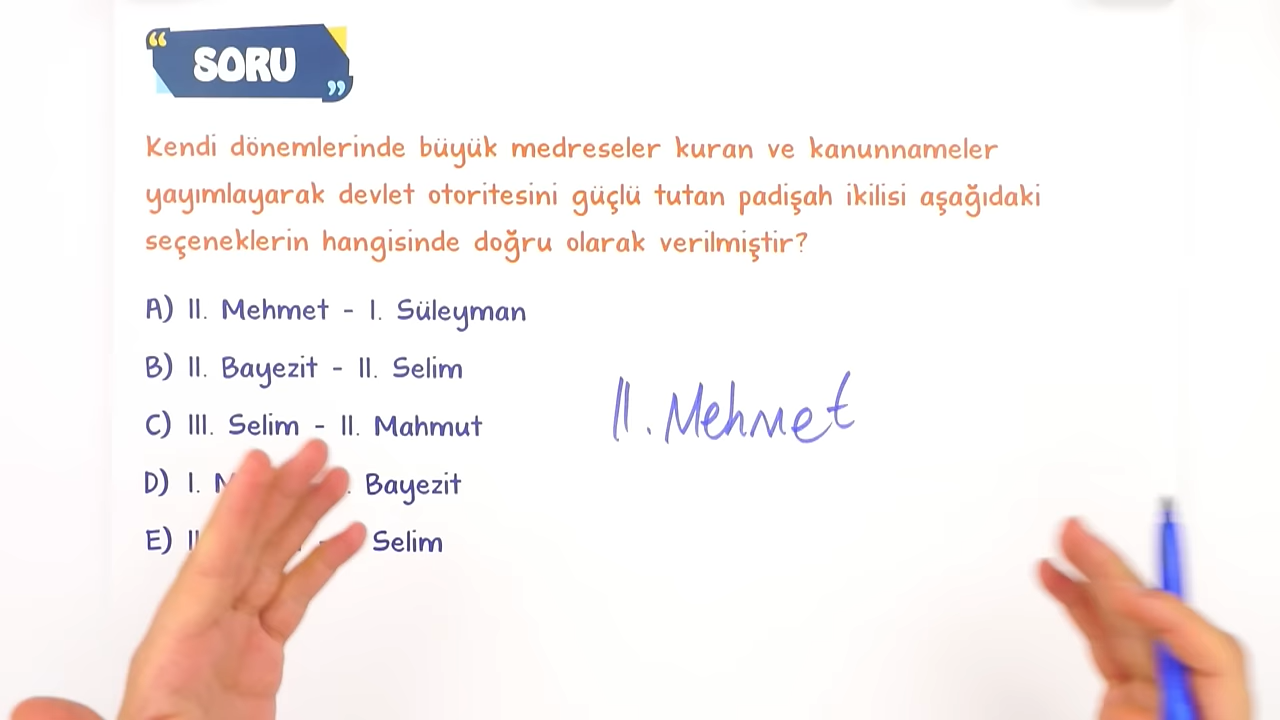 SORU
Kendi dönemlerinde büyük medreseler kuran ve kanunnameler
yayımlayarak devlet otoritesini güçlü tutan padişah ikilisi aşağıdaki
seçeneklerin hangisinde doğru olarak verilmiştir?
A) II. Mehmet - I. Süleyman
B) II. Bayezit - II. Selim
C) III. Selim - II. Mahmut
II. Mehmet
D) I. Bayezit
E) Selim